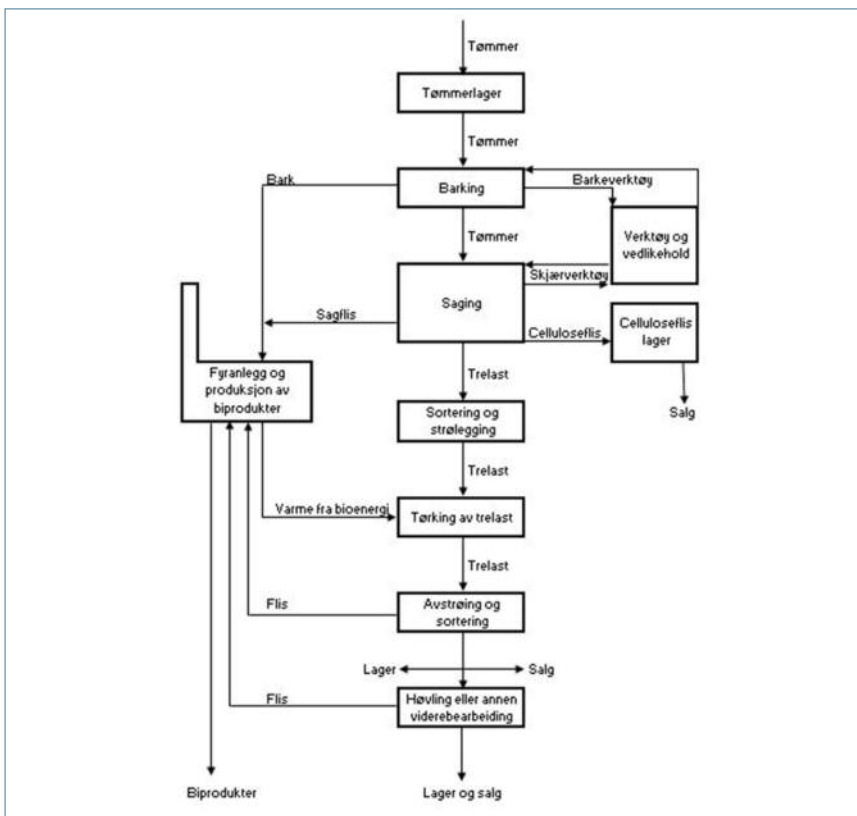 Tømmer
Tømmerlager
Tømmer
Bark
Barking
Barkeverktøy
Tømmer
Verktøy og
vedlikehold
Skjærverktøy
Saging
Sagflis
Celluloseflis
Celluloseflis
lager
Fyranlegg og
produksjon av
biprodukter
Trelast
Salg
Sortering og
strølegging
Trelast
Varme fra bioenergi
Tørking av trelast
Trelast
Flis
Avstrøing og
sortering
Lager
Salg
Flis
Høvling eller annen
viderebearbeiding
Biprodukter
Lager og salg